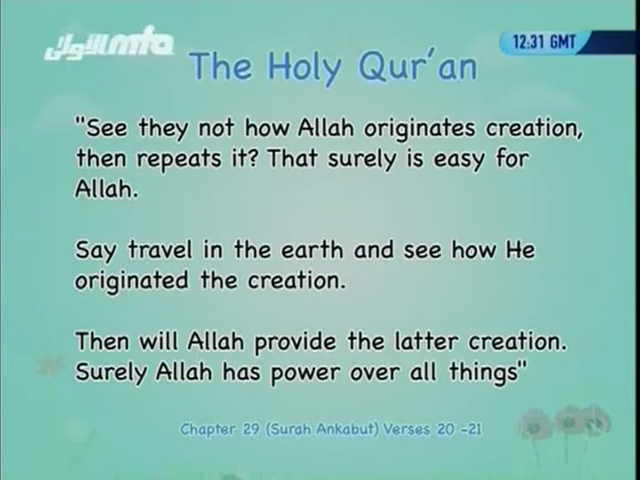 الأولى mta
12:31 GMT
The Holy Qur'an
"See they not how Allah originates creation,
then repeats it? That surely is easy for
Allah.
Say travel in the earth and see how He
originated the creation.
Then will Allah provide the latter creation.
Surely Allah has power over all things"
Chapter 29 (Surah Ankabut) Verses 20 -21